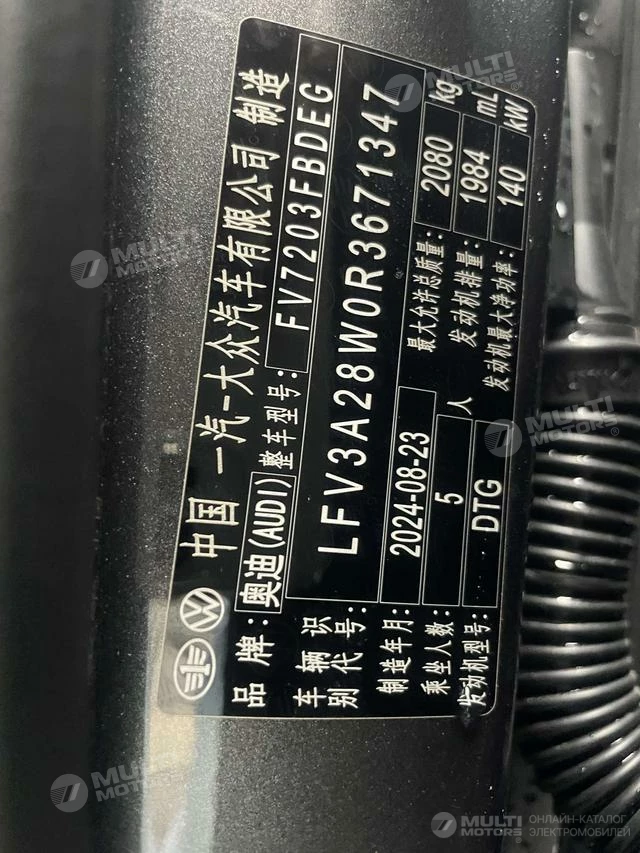 中国 一汽-大众汽车有限公司 制造
品牌: 奥迪(AUDI) 整车型号: FV7203FBDEG
车辆识别代号: LFV3A28W0R3671347
制造年月: 2024-08-23 最大允许总质量: 2080 kg
乘坐人数: 5 人 发动机排量: 1984 mL
发动机型号: DTG 发动机最大净功率: 140 kW
MULTI MOTORS®
MULTI MOTORS®
MULTI MOTORS®
MULTI MOTORS®
MULTI MOTORS® ОНЛАЙН-КАТАЛОГ ЭЛЕКТРОМОБИЛЕЙ